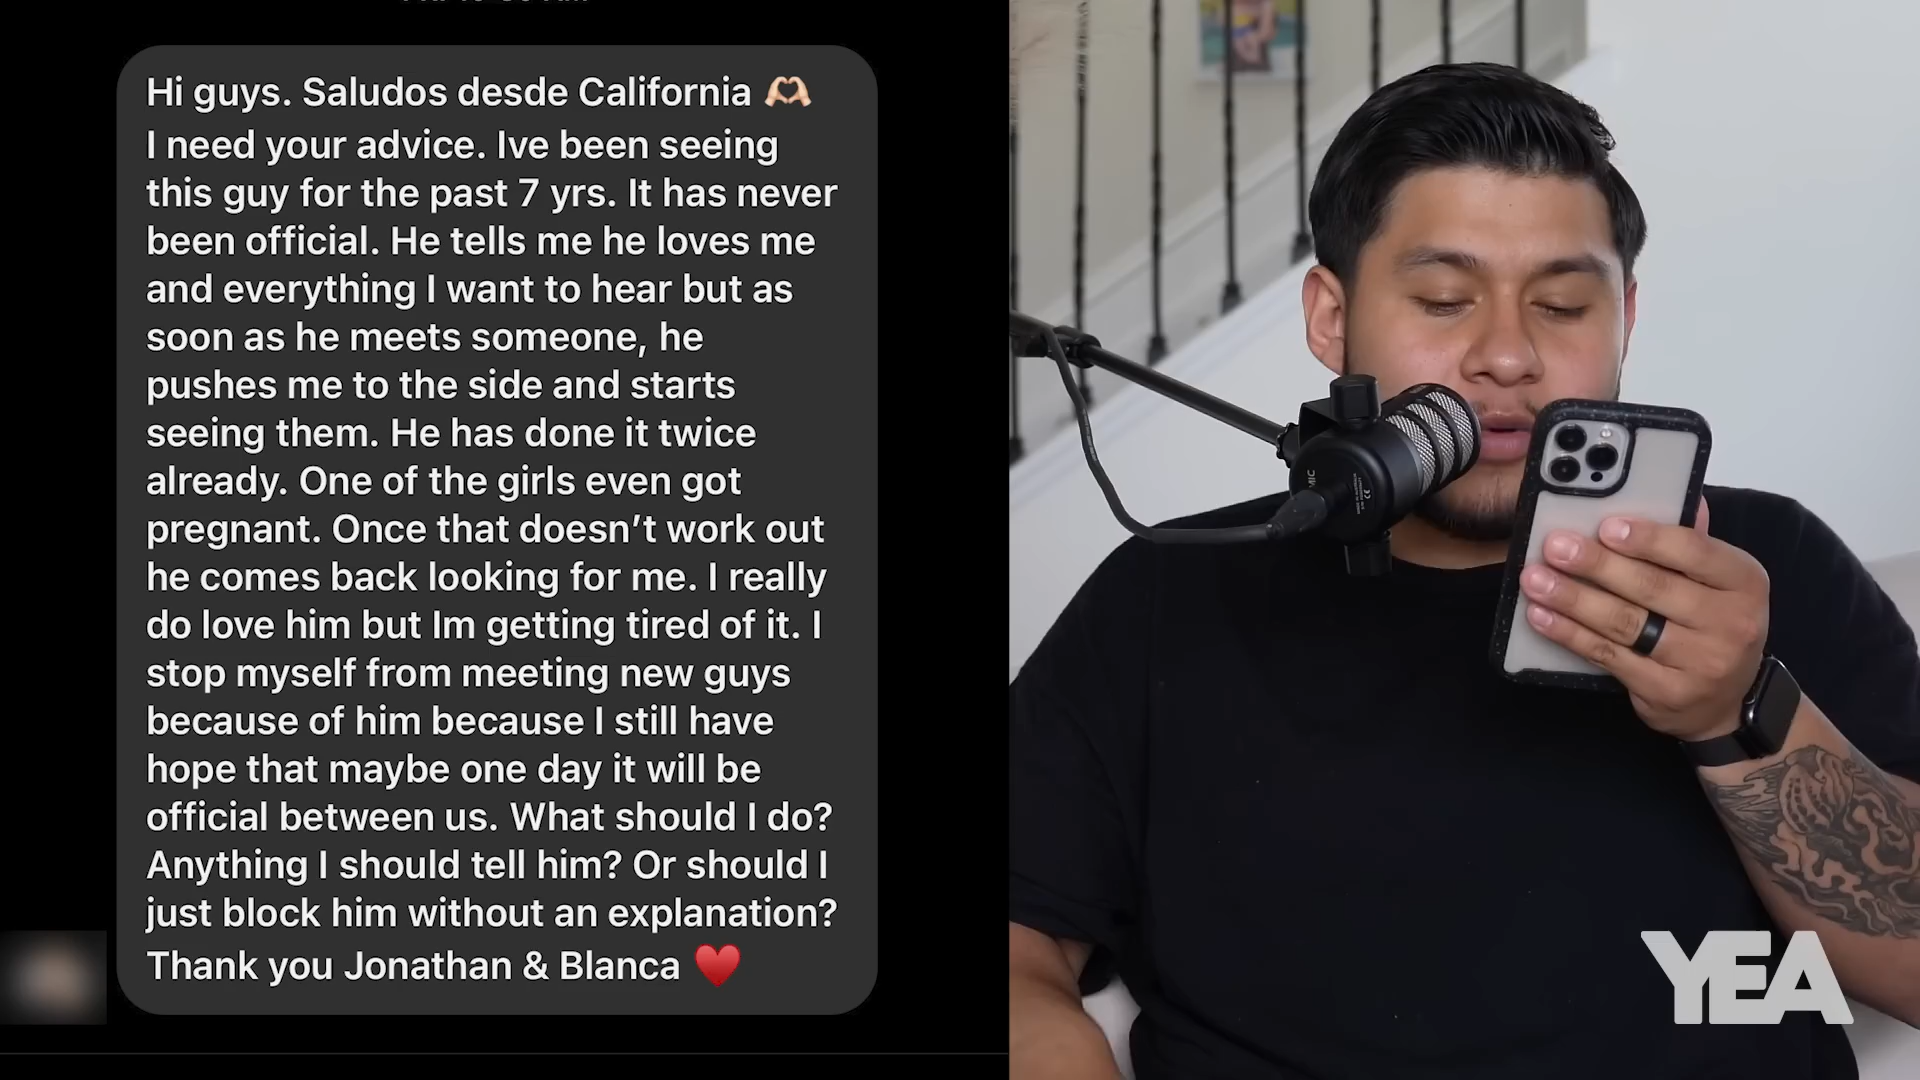 Hi guys. Saludos desde California 🫶🏻
I need your advice. Ive been seeing
this guy for the past 7 yrs. It has never
been official. He tells me he loves me
and everything I want to hear but as
soon as he meets someone, he
pushes me to the side and starts
seeing them. He has done it twice
already. One of the girls even got
pregnant. Once that doesn’t work out
he comes back looking for me. I really
do love him but Im getting tired of it. I
stop myself from meeting new guys
because of him because I still have
hope that maybe one day it will be
official between us. What should I do?
Anything I should tell him? Or should I
just block him without an explanation?
Thank you Jonathan & Blanca ♥️
YEA